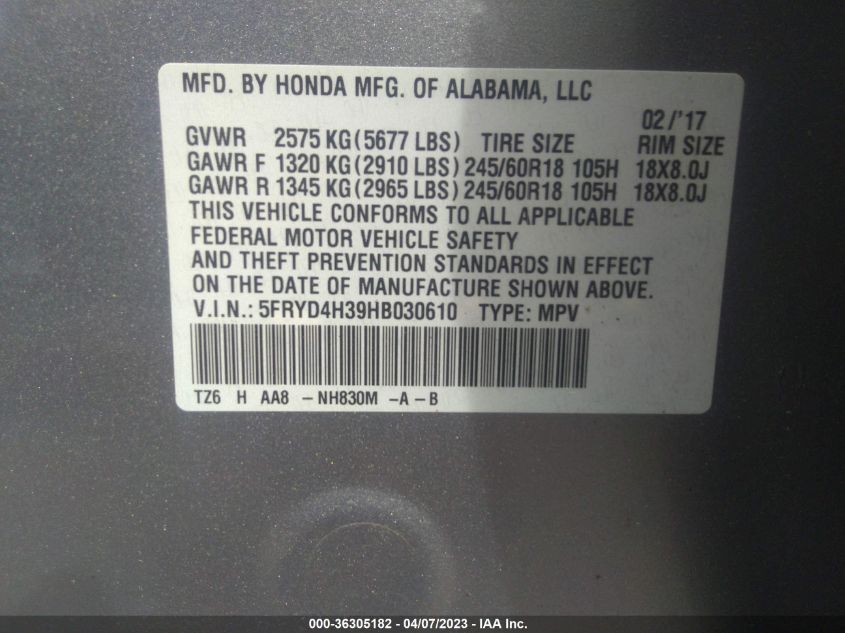 MFD. BY HONDA MFG. OF ALABAMA, LLC
02/'17
GVWR 2575 KG(5677 LBS) TIRE SIZE RIM SIZE
GAWR F 1320 KG(2910 LBS) 245/60R18 105H 18X8.0J
GAWR R 1345 KG(2965 LBS) 245/60R18 105H 18X8.0J
THIS VEHICLE CONFORMS TO ALL APPLICABLE
FEDERAL MOTOR VEHICLE SAFETY
AND THEFT PREVENTION STANDARDS IN EFFECT
ON THE DATE OF MANUFACTURE SHOWN ABOVE.
V.I.N.: 5FRYD4H39HB030610 TYPE: MPV
TZ6 H AA8 -NH830M -A-B
000-36305182 - 04/07/2023 - IAA Inc.